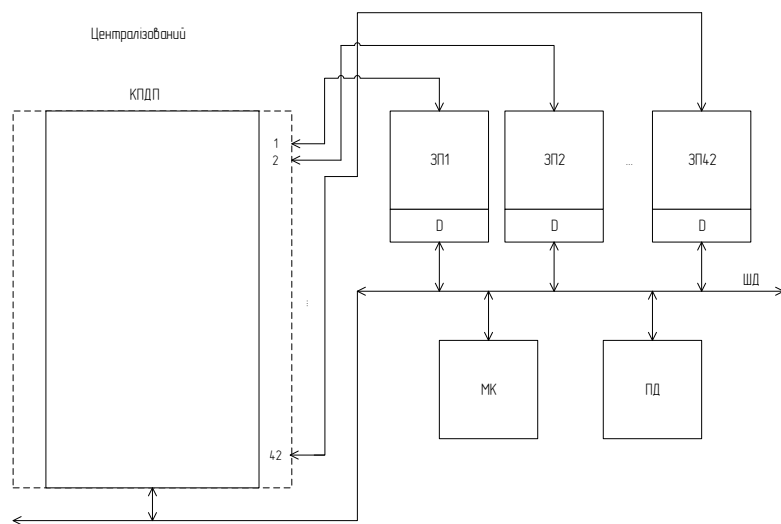 Централізований
КПДП
1
2
...
42
ЗП1
ЗП2
...
ЗП42
D
D
D
ШД
МК
ПД